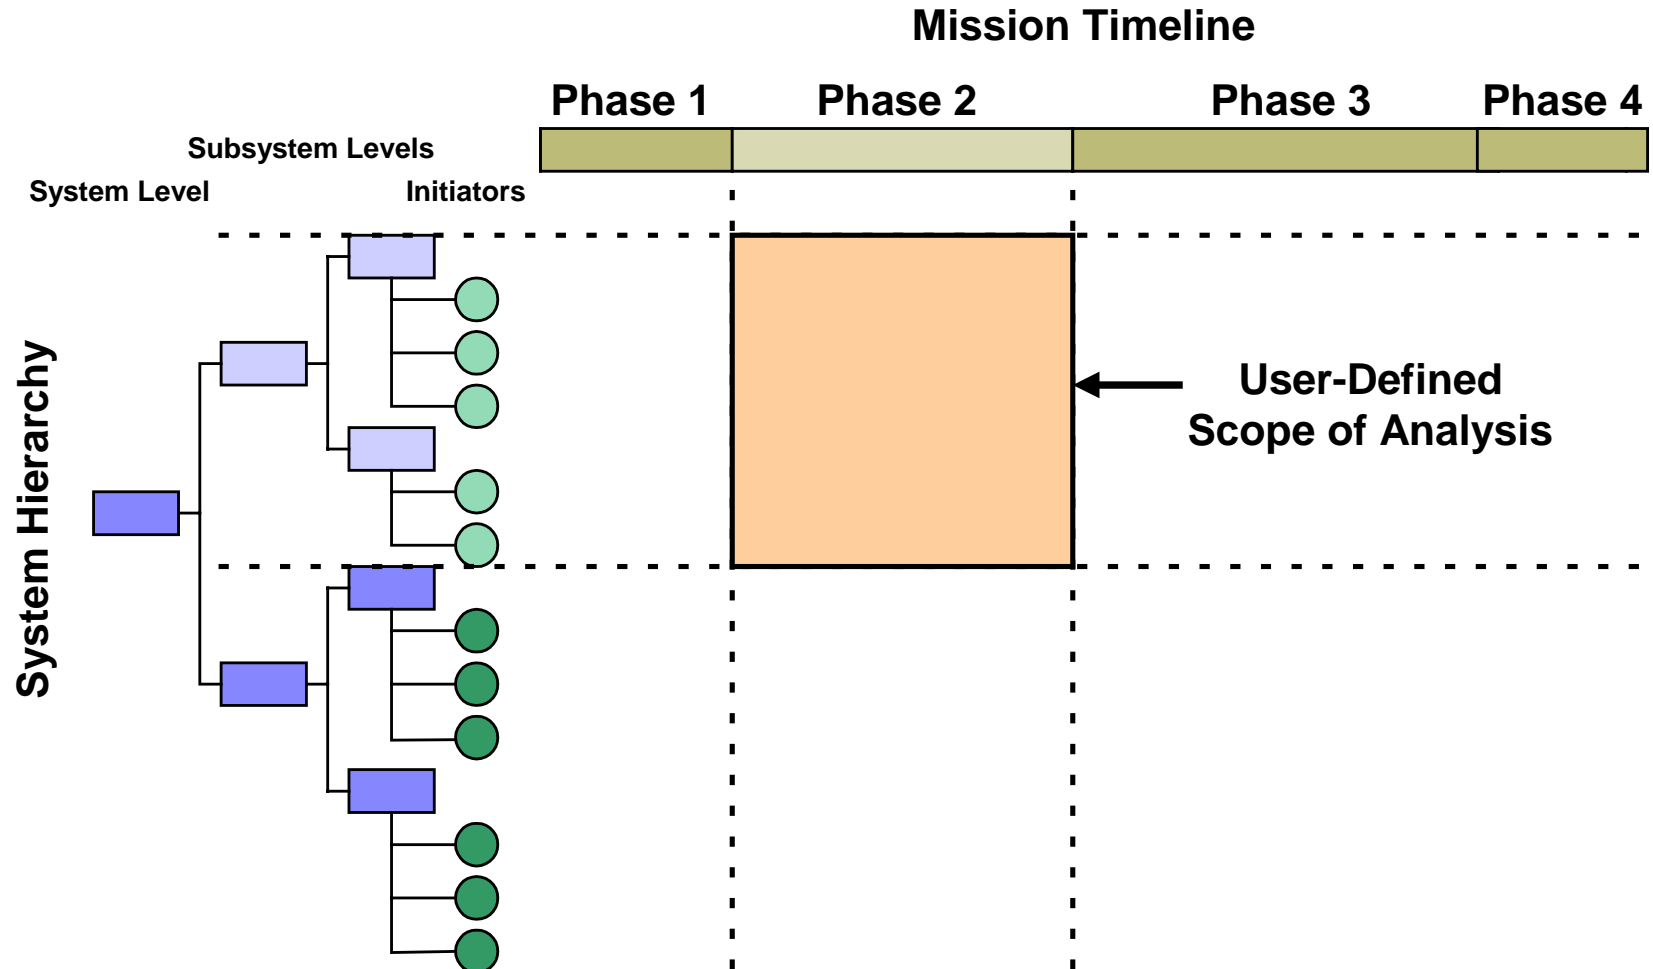 Mission Timeline
Phase 1 Phase 2 Phase 3 Phase 4
Subsystem Levels
System Level Initiators
System Hierarchy
User-Defined
Scope of Analysis